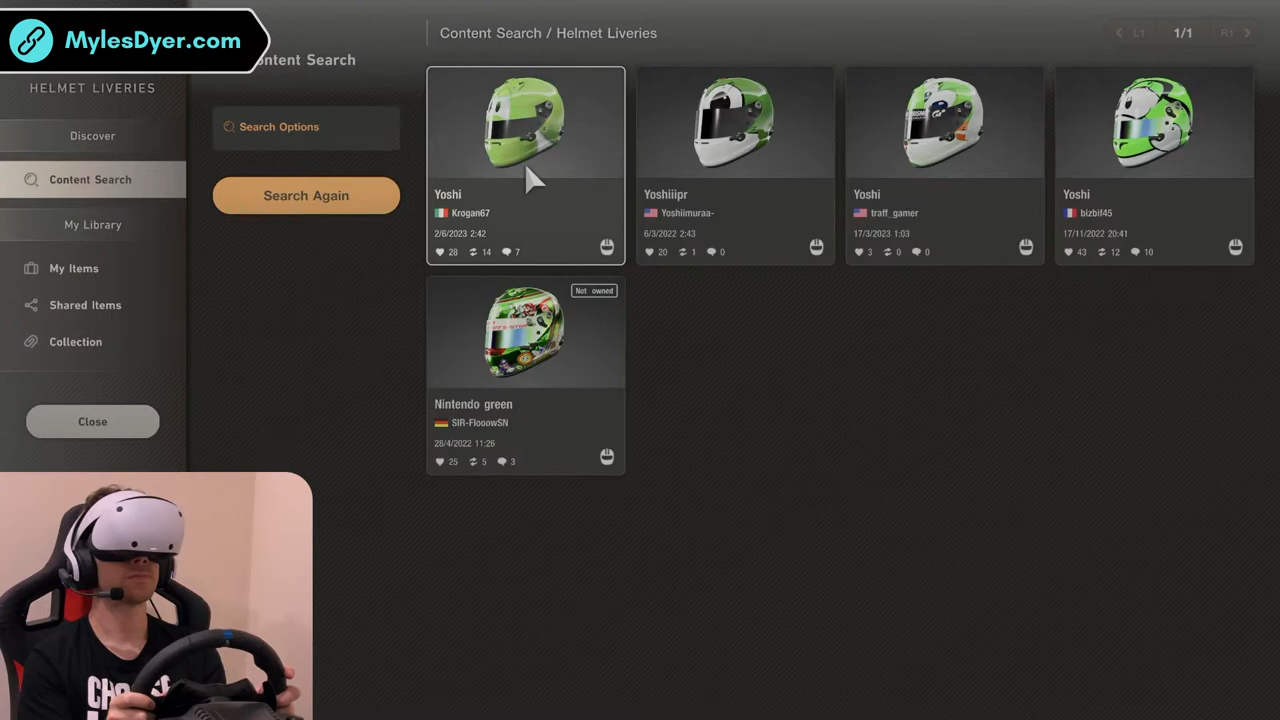 MylesDyer.com
HELMET LIVERIES
Discover
Content Search
My Library
My Items
Shared Items
Collection
Close
ontent Search
Search Options
Search Again
Content Search / Helmet Liveries
L1 1/1 R1
Yoshi
Krogan67
2/6/2023 2:42
28 14 7
Yoshiiipr
Yoshiimuraa-
6/3/2022 2:43
20 1 0
Yoshi
traff_gamer
17/3/2023 1:03
3 0 0
Yoshi
bizbif45
17/11/2022 20:41
43 12 10
Not owned
Nintendo green
SIR-FlooowSN
28/4/2022 11:26
25 5 3